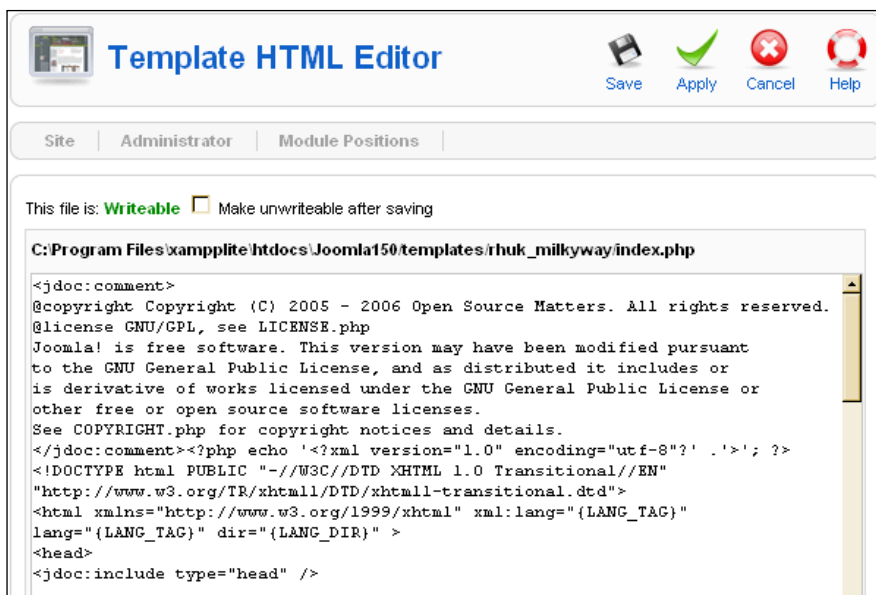 Template HTML Editor
Save Apply Cancel Help
Site Administrator Module Positions
This file is: Writeable Make unwriteable after saving
C:\Program Files\xampplite\htdocs\Joomla150/templates/rhuk_milkyway/index.php
<jdoc:comment>
@copyright Copyright (C) 2005 - 2006 Open Source Matters. All rights reserved.
@license GNU/GPL, see LICENSE.php
Joomla! is free software. This version may have been modified pursuant
to the GNU General Public License, and as distributed it includes or
is derivative of works licensed under the GNU General Public License or
other free or open source software licenses.
See COPYRIGHT.php for copyright notices and details.
</jdoc:comment><?php echo '<?xml version="1.0" encoding="utf-8"?' .'>'; ?>
<!DOCTYPE html PUBLIC "-//W3C//DTD XHTML 1.0 Transitional//EN"
"http://www.w3.org/TR/xhtml1/DTD/xhtml1-transitional.dtd">
<html xmlns="http://www.w3.org/1999/xhtml" xml:lang="{LANG_TAG}"
lang="{LANG_TAG}" dir="{LANG_DIR}" >
<head>
<jdoc:include type="head" />